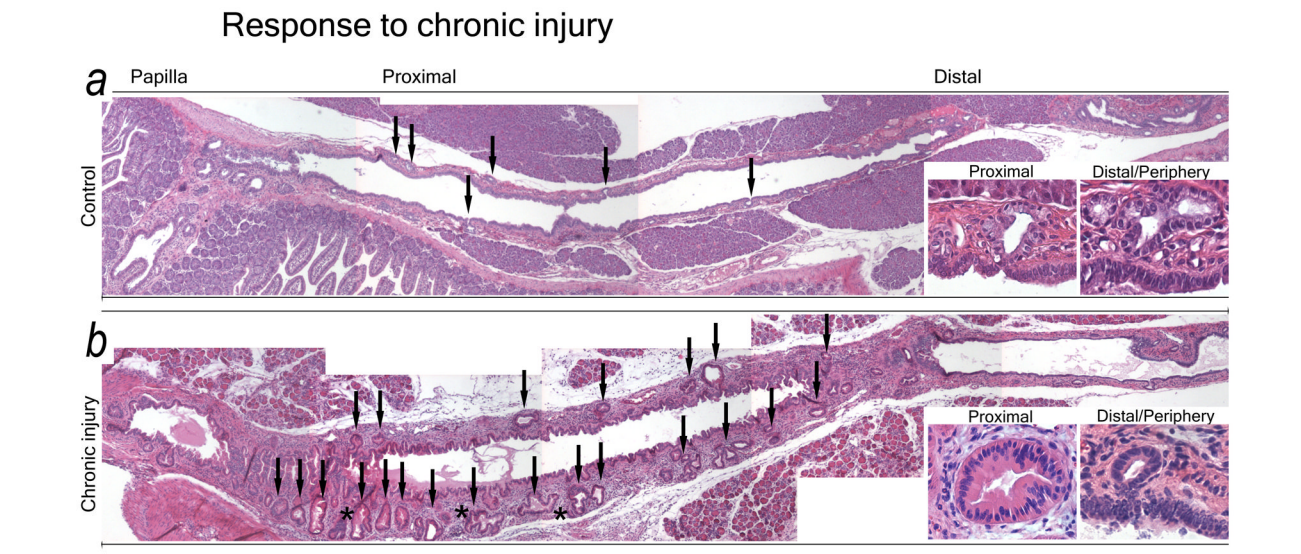 Response to chronic injury
a
Papilla
Proximal
Distal
Control
Proximal
Distal/Periphery
b
Chronic injury
Proximal
Distal/Periphery
*
*
*